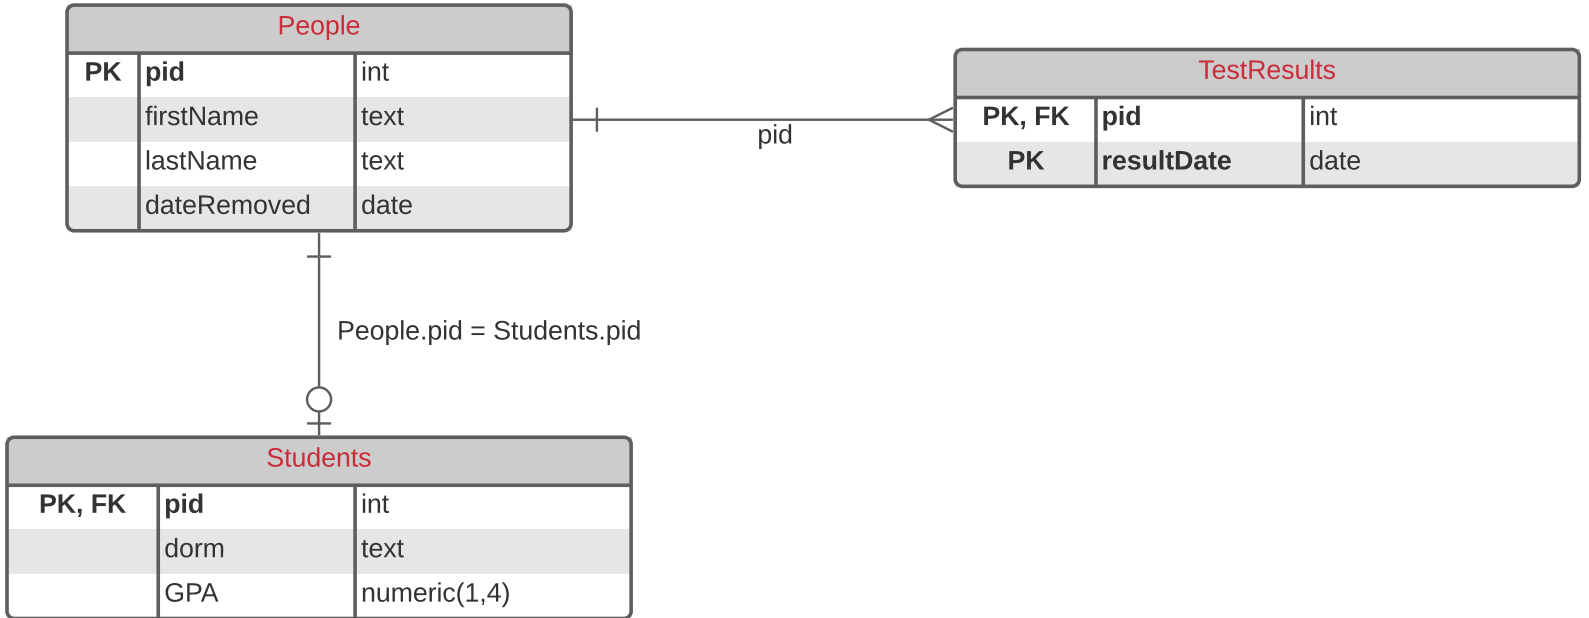 People
PK pid int
firstName text
lastName text
dateRemoved date
TestResults
PK, FK pid int
PK resultDate date
pid
People.pid = Students.pid
Students
PK, FK pid int
dorm text
GPA numeric(1,4)